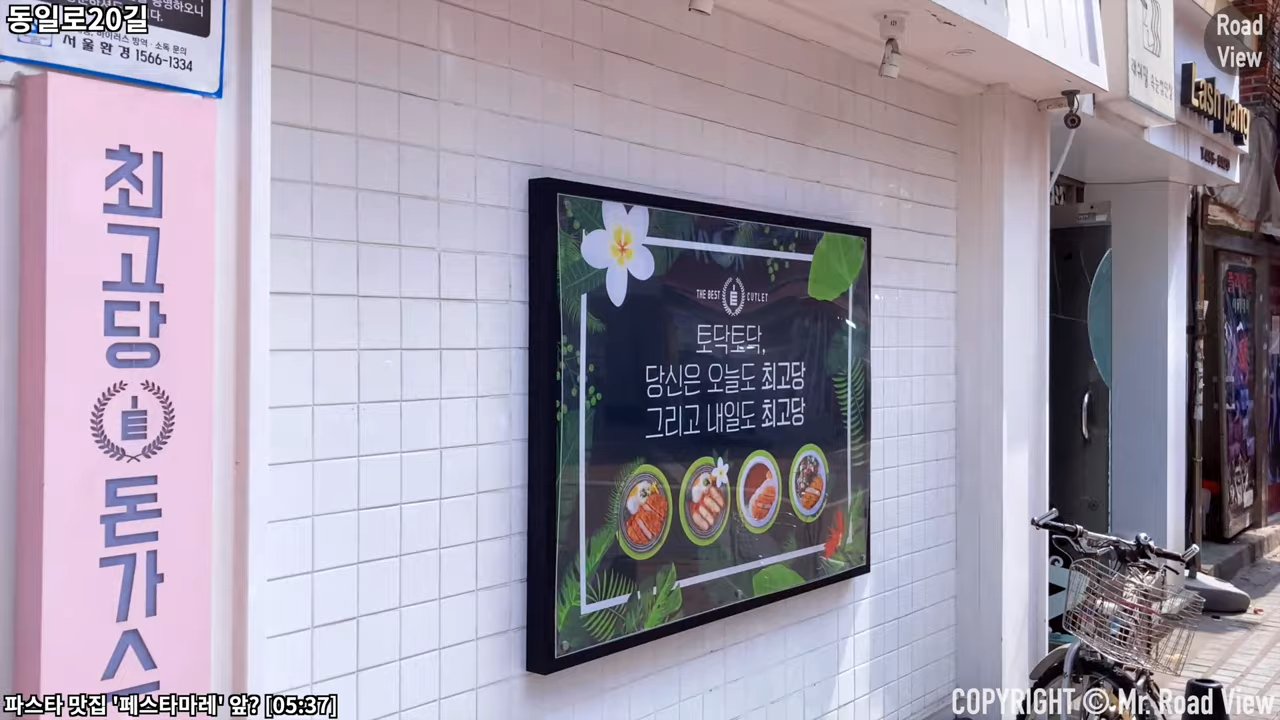 동일로20길
서울환경 1566-1334
최고당
돈가스
THE BEST CUTLET
토닥토닥,
당신은 오늘도 최고당
그리고 내일도 최고당
Lash pang
Road
View
파스타 맛집 '페스타마레' 앞? [05:37]
COPYRIGHT © Mr. Road View